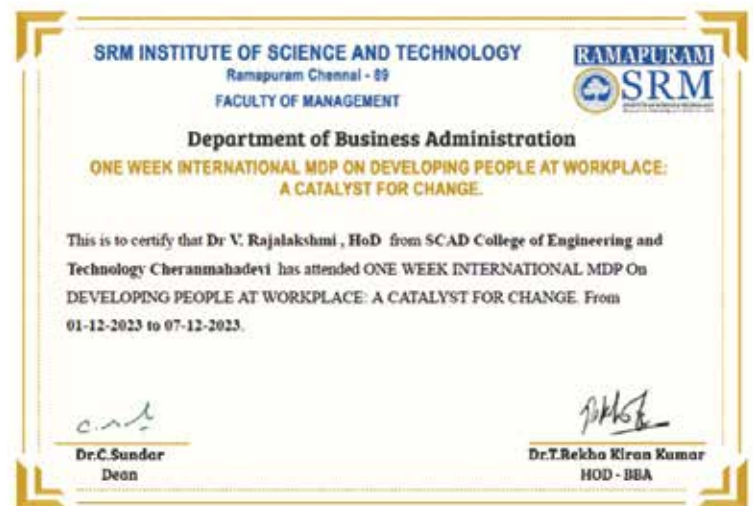 SRM INSTITUTE OF SCIENCE AND TECHNOLOGY
Ramapuram Chennai - 89
FACULTY OF MANAGEMENT
RAMAPURAM
SRM
Department of Business Administration
ONE WEEK INTERNATIONAL MDP ON DEVELOPING PEOPLE AT WORKPLACE:
A CATALYST FOR CHANGE.
This is to certify that Dr V. Rajalakshmi , HoD from SCAD College of Engineering and
Technology Cheranmahadevi has attended ONE WEEK INTERNATIONAL MDP On
DEVELOPING PEOPLE AT WORKPLACE: A CATALYST FOR CHANGE. From
01-12-2023 to 07-12-2023.
Dr.C.Sundar
Dean
Dr.T.Rekha Kiran Kumar
HOD - BBA